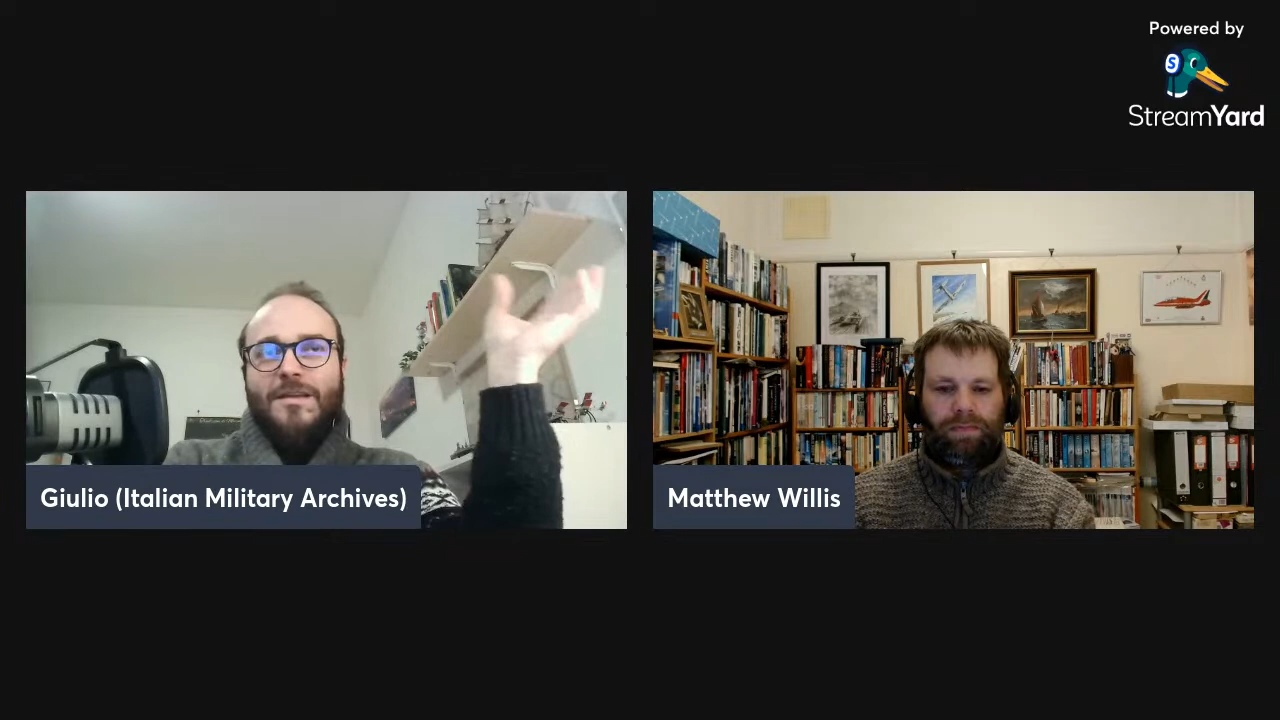 Powered by
S
StreamYard
Giulio (Italian Military Archives)
Matthew Willis